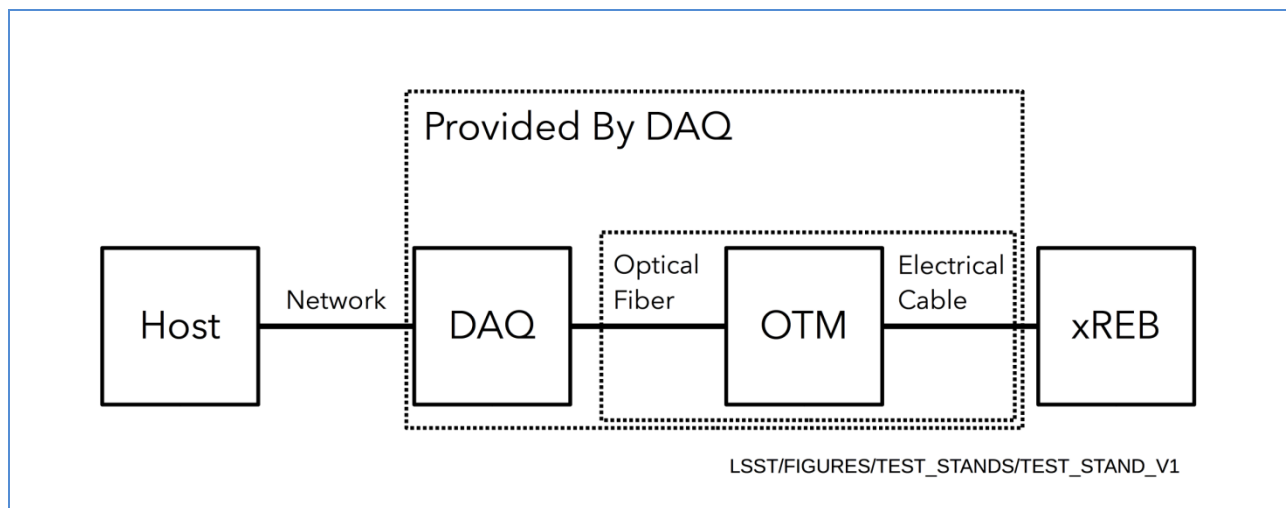 Provided By DAQ
Host
Network
DAQ
Optical
Fiber
OTM
Electrical
Cable
xREB
LSST/FIGURES/TEST_STANDS/TEST_STAND_V1